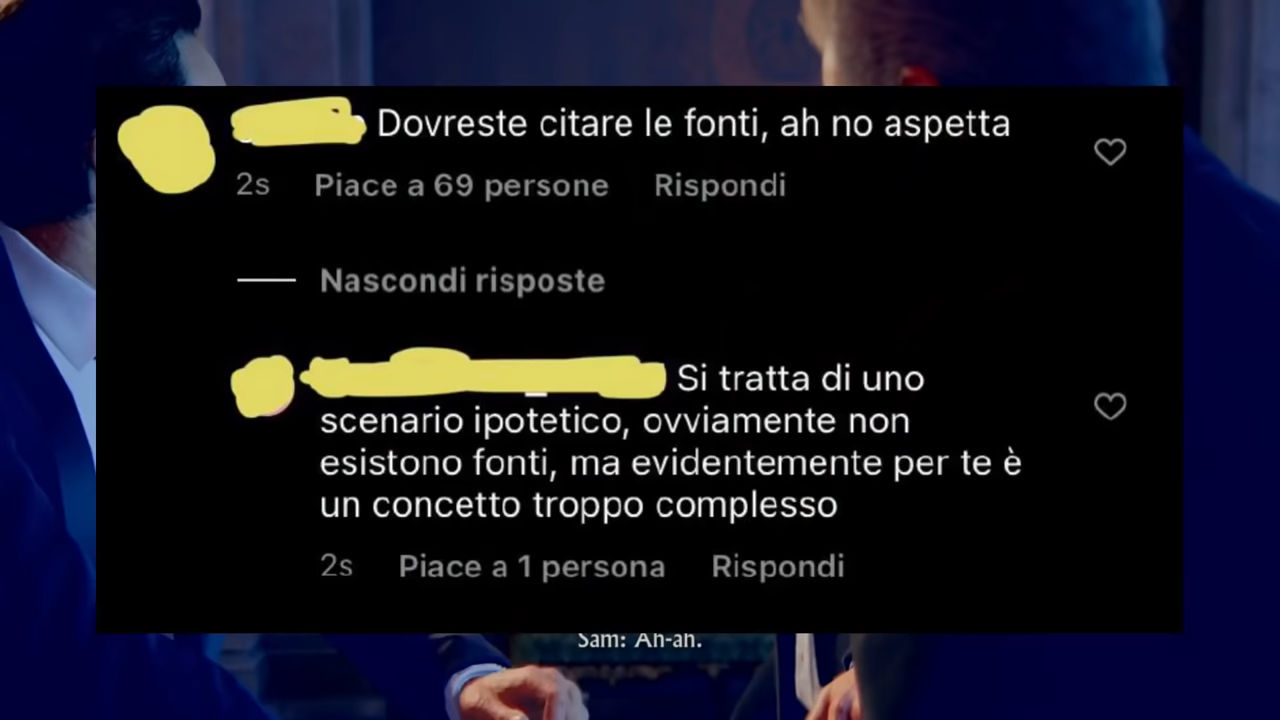 Dovreste citare le fonti, ah no aspetta
2s Piace a 69 persone Rispondi
Nascondi risposte
Si tratta di uno
scenario ipotetico, ovviamente non
esistono fonti, ma evidentemente per te è
un concetto troppo complesso
2s Piace a 1 persona Rispondi
Sam: Ah-ah.